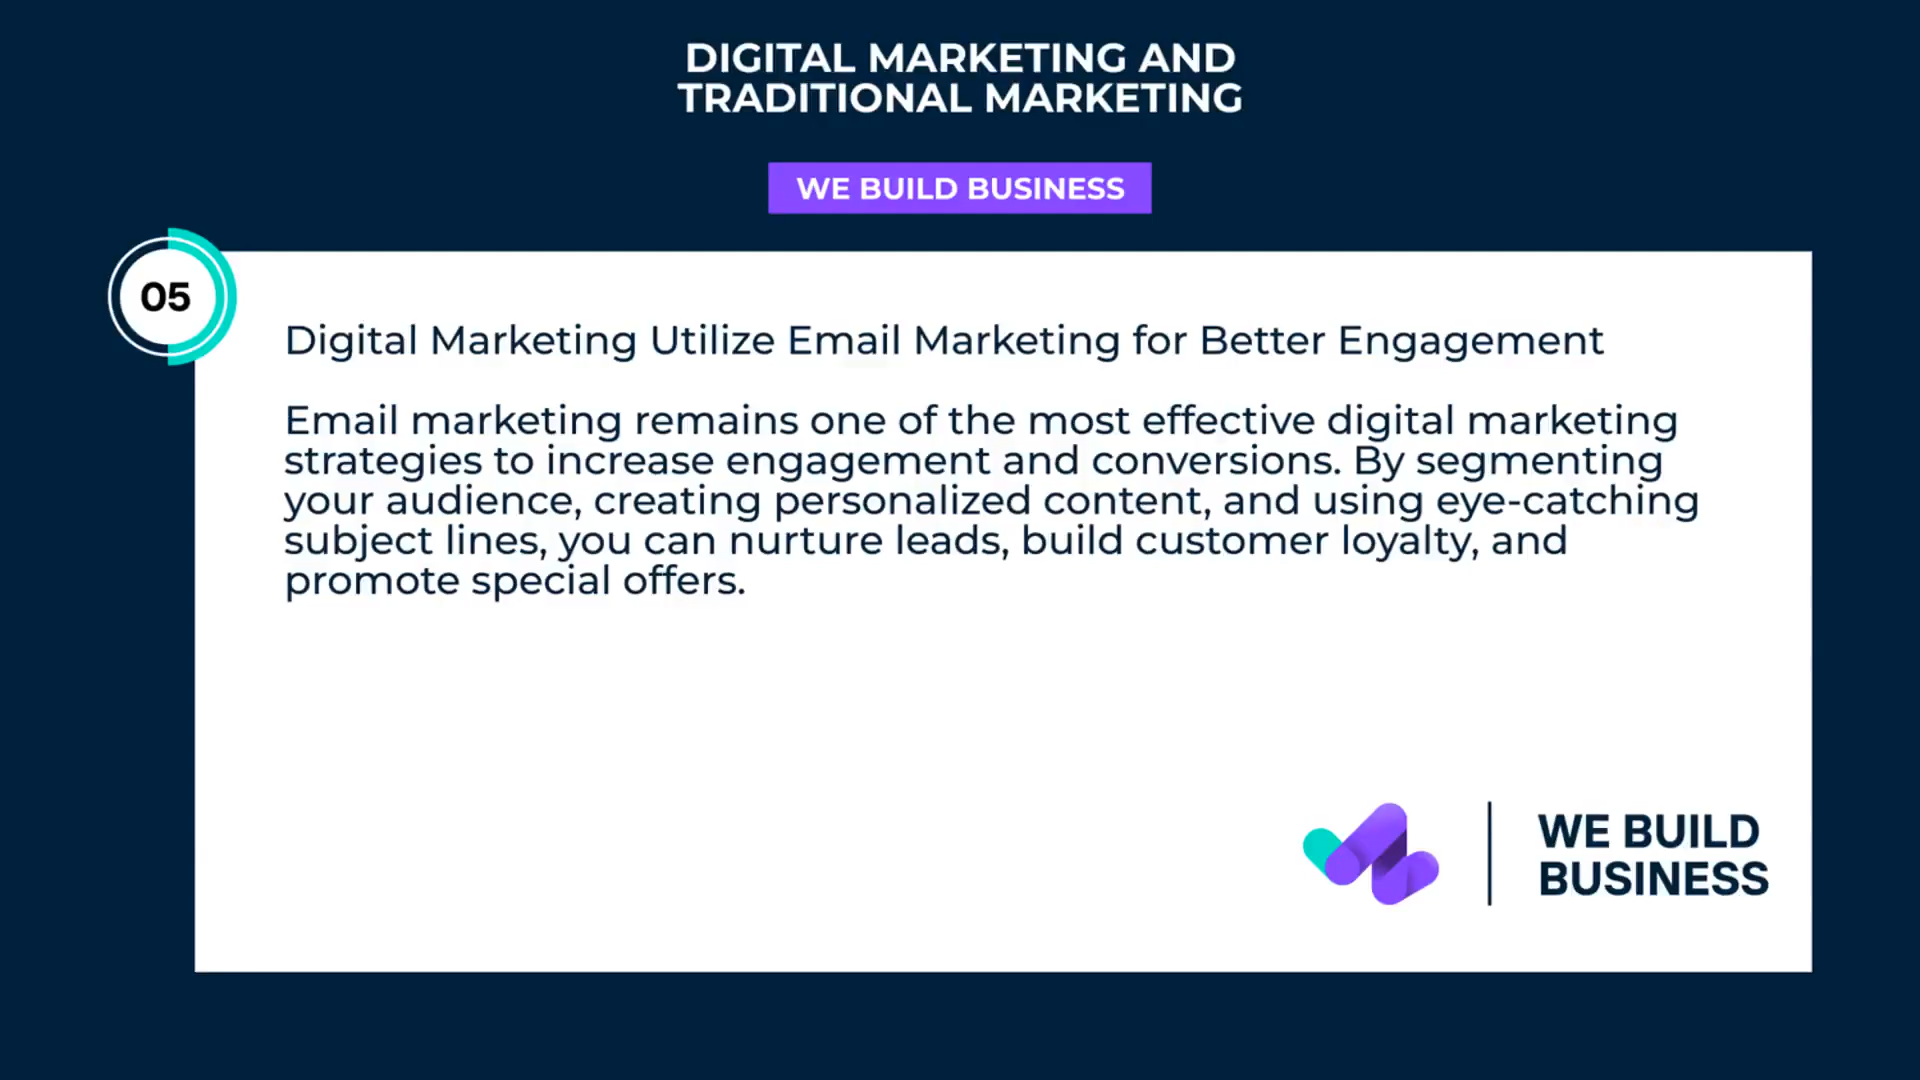 DIGITAL MARKETING AND
TRADITIONAL MARKETING
WE BUILD BUSINESS
05
Digital Marketing Utilize Email Marketing for Better Engagement
Email marketing remains one of the most effective digital marketing
strategies to increase engagement and conversions. By segmenting
your audience, creating personalized content, and using eye-catching
subject lines, you can nurture leads, build customer loyalty, and
promote special offers.
WE BUILD
BUSINESS